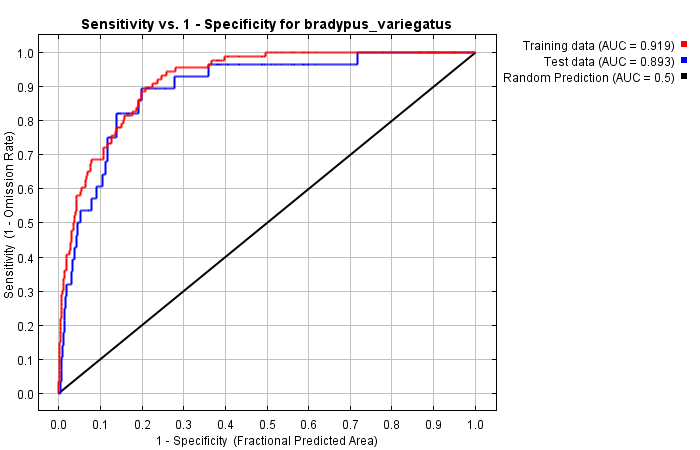 Sensitivity vs. 1 - Specificity for bradypus_variegatus
Training data (AUC = 0.919)
Test data (AUC = 0.893)
Random Prediction (AUC = 0.5)
Sensitivity (1 - Omission Rate)
1.0
0.9
0.8
0.7
0.6
0.5
0.4
0.3
0.2
0.1
0.0
0.0 0.1 0.2 0.3 0.4 0.5 0.6 0.7 0.8 0.9 1.0
1 - Specificity (Fractional Predicted Area)